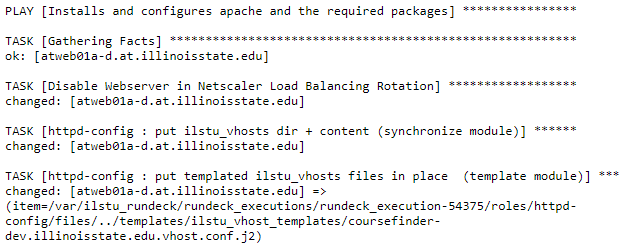 PLAY [Installs and configures apache and the required packages] ****************
TASK [Gathering Facts] *********************************************************
ok: [atweb01a-d.at.illinoisstate.edu]
TASK [Disable Webserver in Netscaler Load Balancing Rotation] ******************
changed: [atweb01a-d.at.illinoisstate.edu]
TASK [httpd-config : put ilstu_vhosts dir + content (synchronize module)] ******
changed: [atweb01a-d.at.illinoisstate.edu]
TASK [httpd-config : put templated ilstu_vhosts files in place  (template module)] ***
changed: [atweb01a-d.at.illinoisstate.edu] =>
(item=/var/ilstu_rundeck/rundeck_executions/rundeck_execution-54375/roles/httpd-
config/files/../templates/ilstu_vhost_templates/coursefinder-
dev.illinoisstate.edu.vhost.conf.j2)